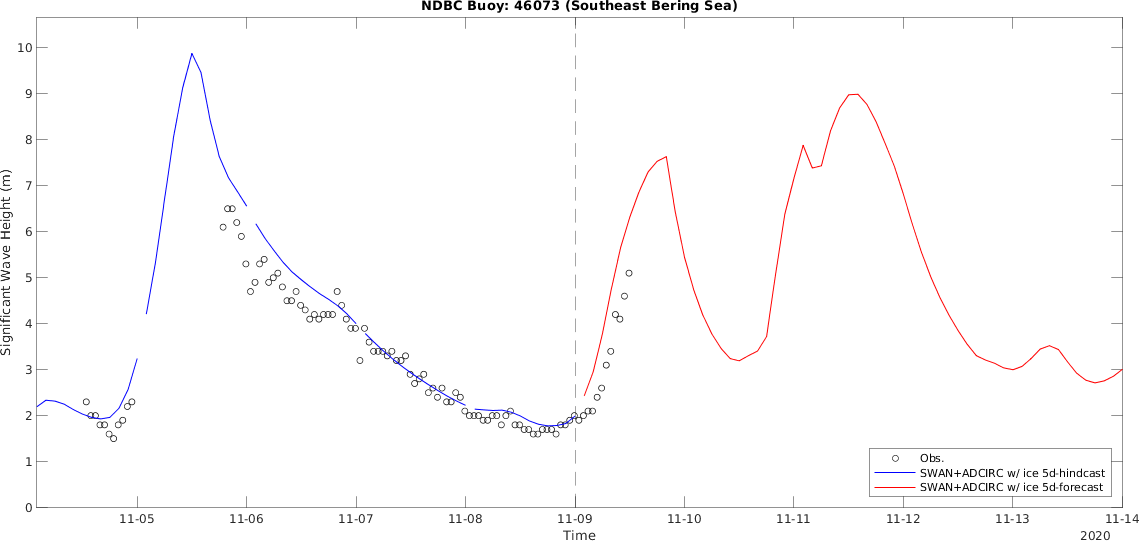 NDBC Buoy: 46073 (Southeast Bering Sea)
Significant Wave Height (m)
10
9
8
7
6
5
4
3
2
1
0
Obs.
SWAN+ADCIRC w/ ice 5d-hindcast
SWAN+ADCIRC w/ ice 5d-forecast
11-05 11-06 11-07 11-08 11-09 11-10 11-11 11-12 11-13 11-14
Time
2020